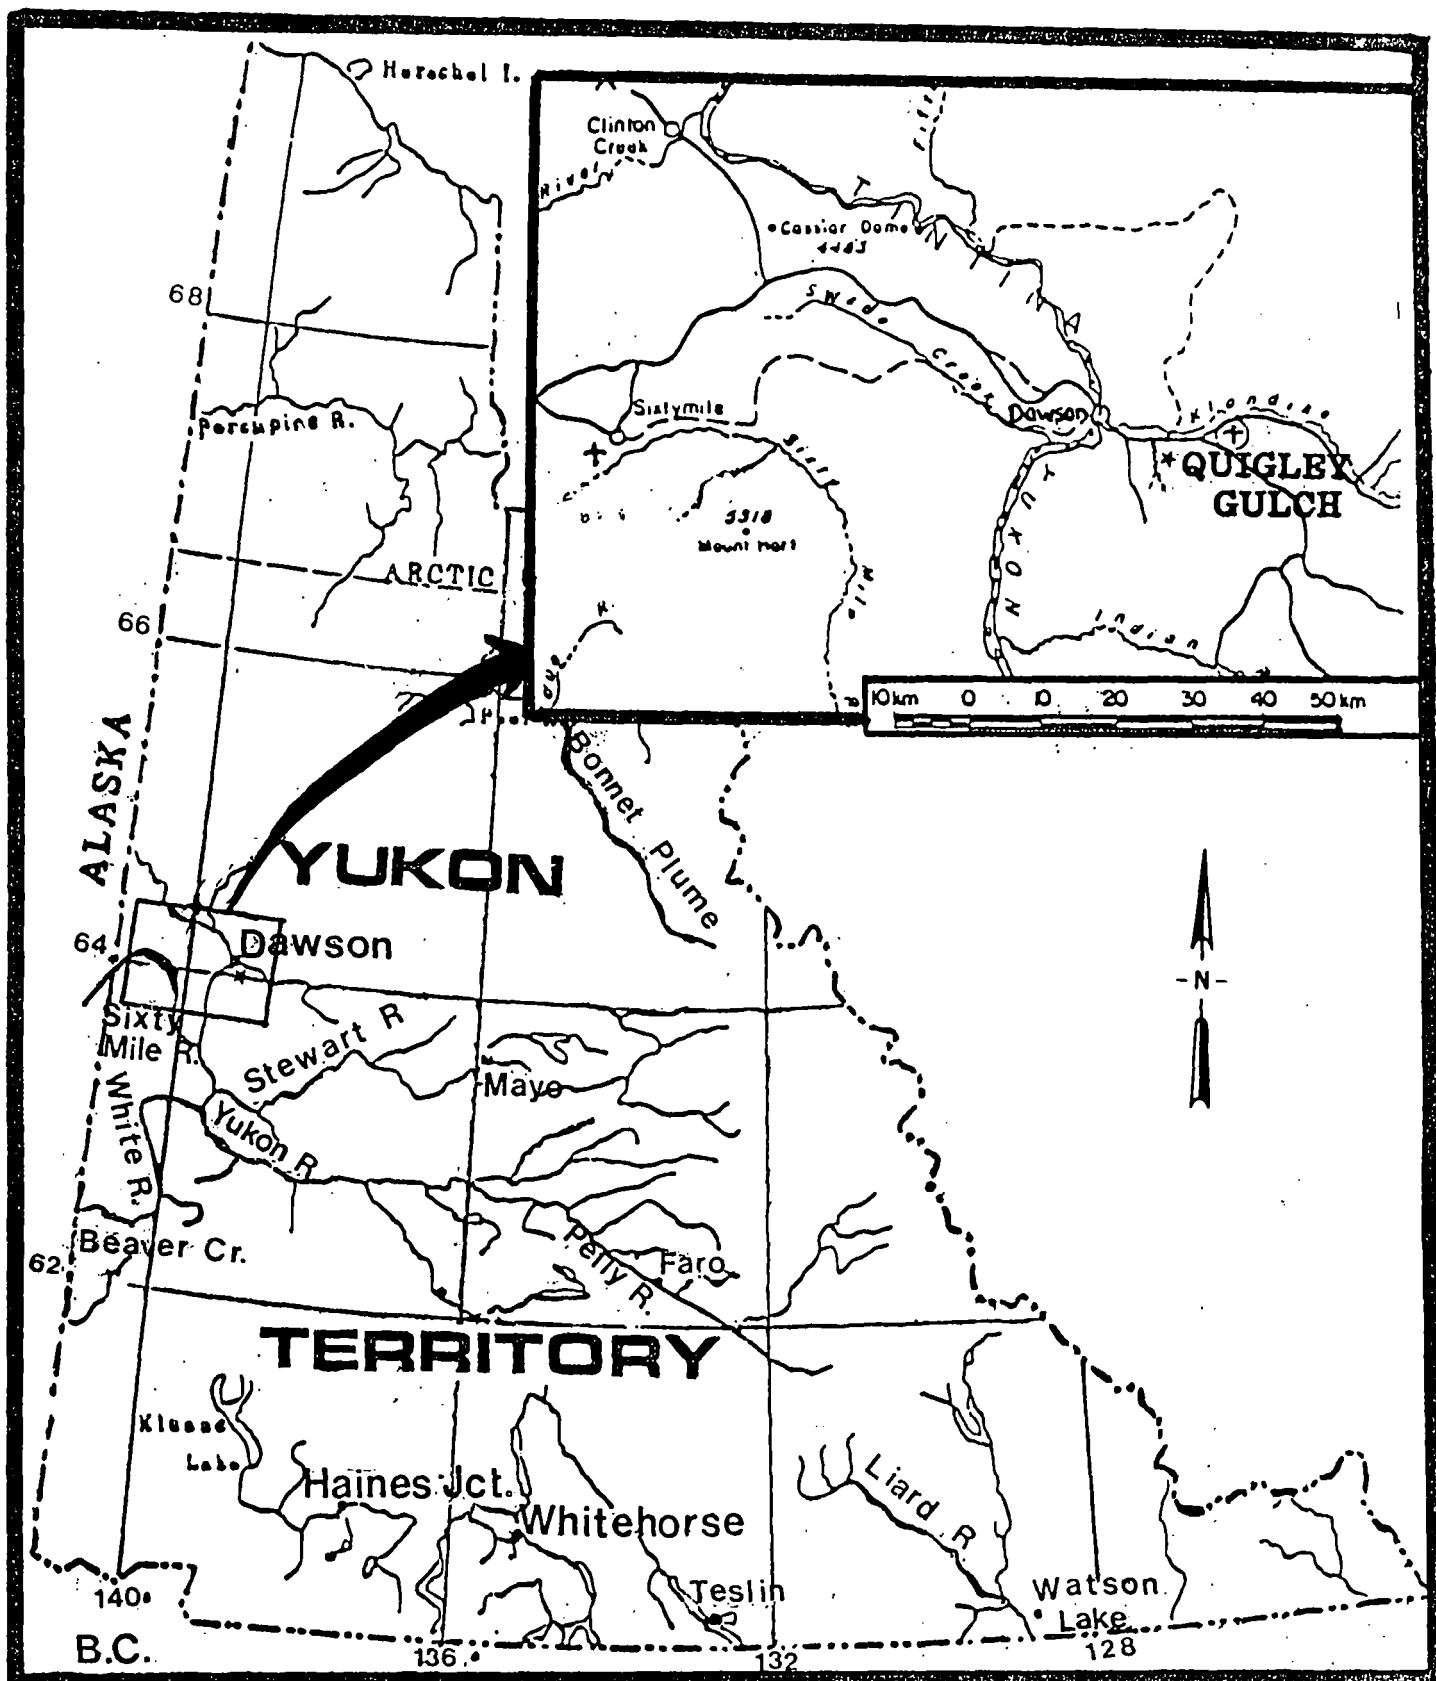 Herschel I.
Clinton
Creek
River
Cassiar Dome
4483
TINTINA
68
Swede
Creek
Porcupine R.
Sixtymile
Dawson
Klondike
QUIGLEY
GULCH
Sixty
YUKON
5318
Mount Hart
Mile
ARCTIC
66
Indian
R
R
10km 0 10 20 30 40 50km
ALASKA
Bonnet Plume
YUKON
64
Dawson
-N-
Sixty
Mile R.
Stewart R
Mayo
White R.
Yukon R
Beaver Cr.
62
Pelly R.
Faro
TERRITORY
Kluane
Lake
Haines Jct.
Whitehorse
Liard R
Teslin
Watson
Lake
140
B.C.
136
132
128